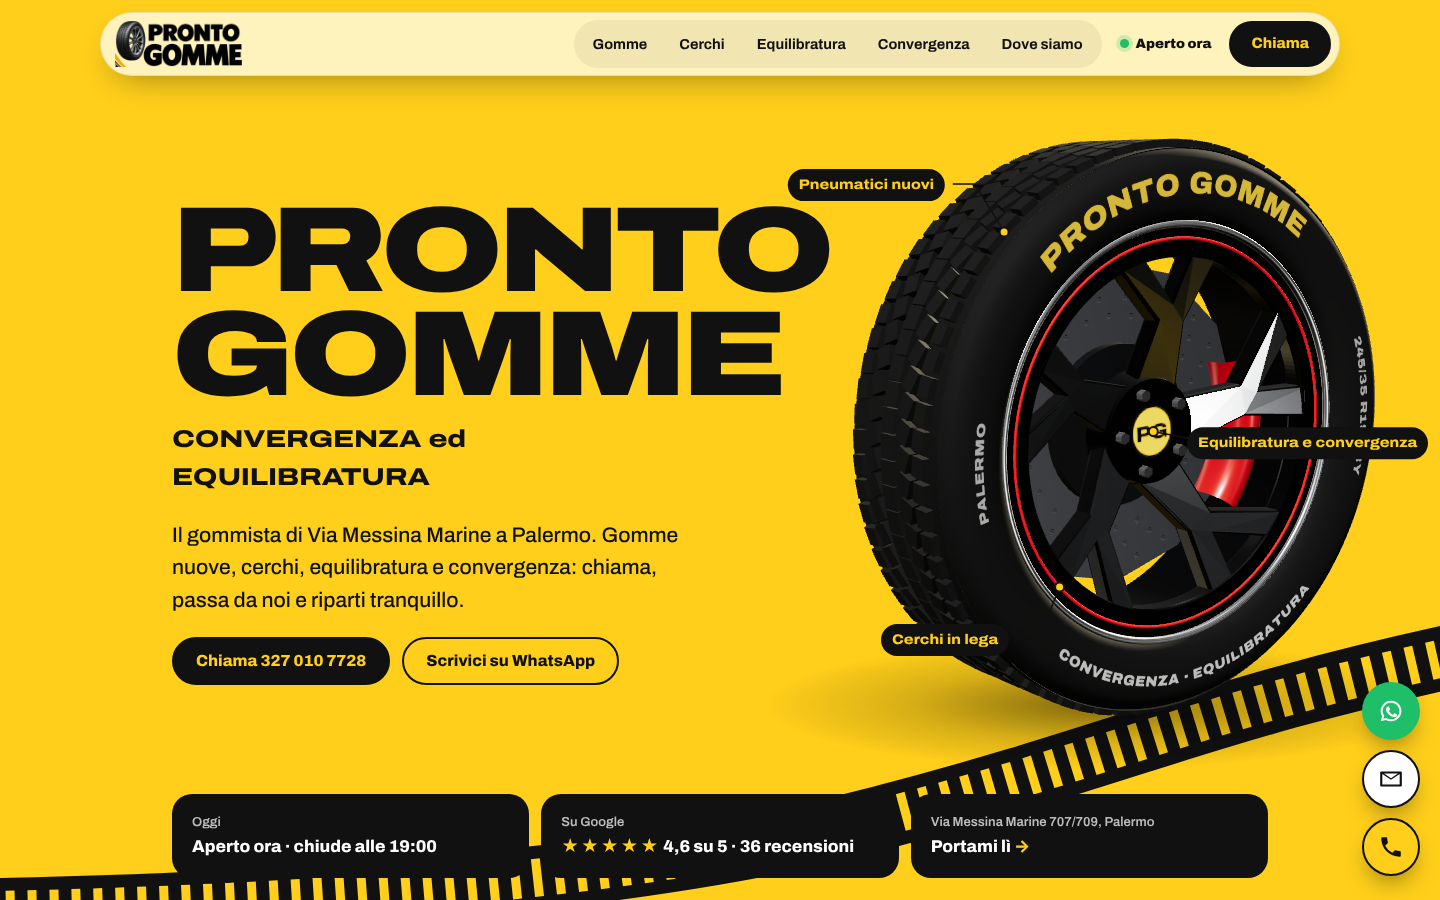 PRONTO
GOMME
Gomme
Cerchi
Equilibratura
Convergenza
Dove siamo
Aperto ora
Chiama
Pneumatici nuovi
PRONTO
GOMME
CONVERGENZA ed
EQUILIBRATURA
Il gommista di Via Messina Marine a Palermo. Gomme
nuove, cerchi, equilibratura e convergenza: chiama,
passa da noi e riparti tranquillo.
Chiama 327 010 7728
Scrivici su WhatsApp
PRONTO GOMME
PALERMO
PG
245/35
Equilibratura e convergenza
Cerchi in lega
CONVERGENZA · EQUILIBRATURA
Oggi
Aperto ora · chiude alle 19:00
Su Google
★★★★★ 4,6 su 5 · 36 recensioni
Via Messina Marine 707/709, Palermo
Portami lì →